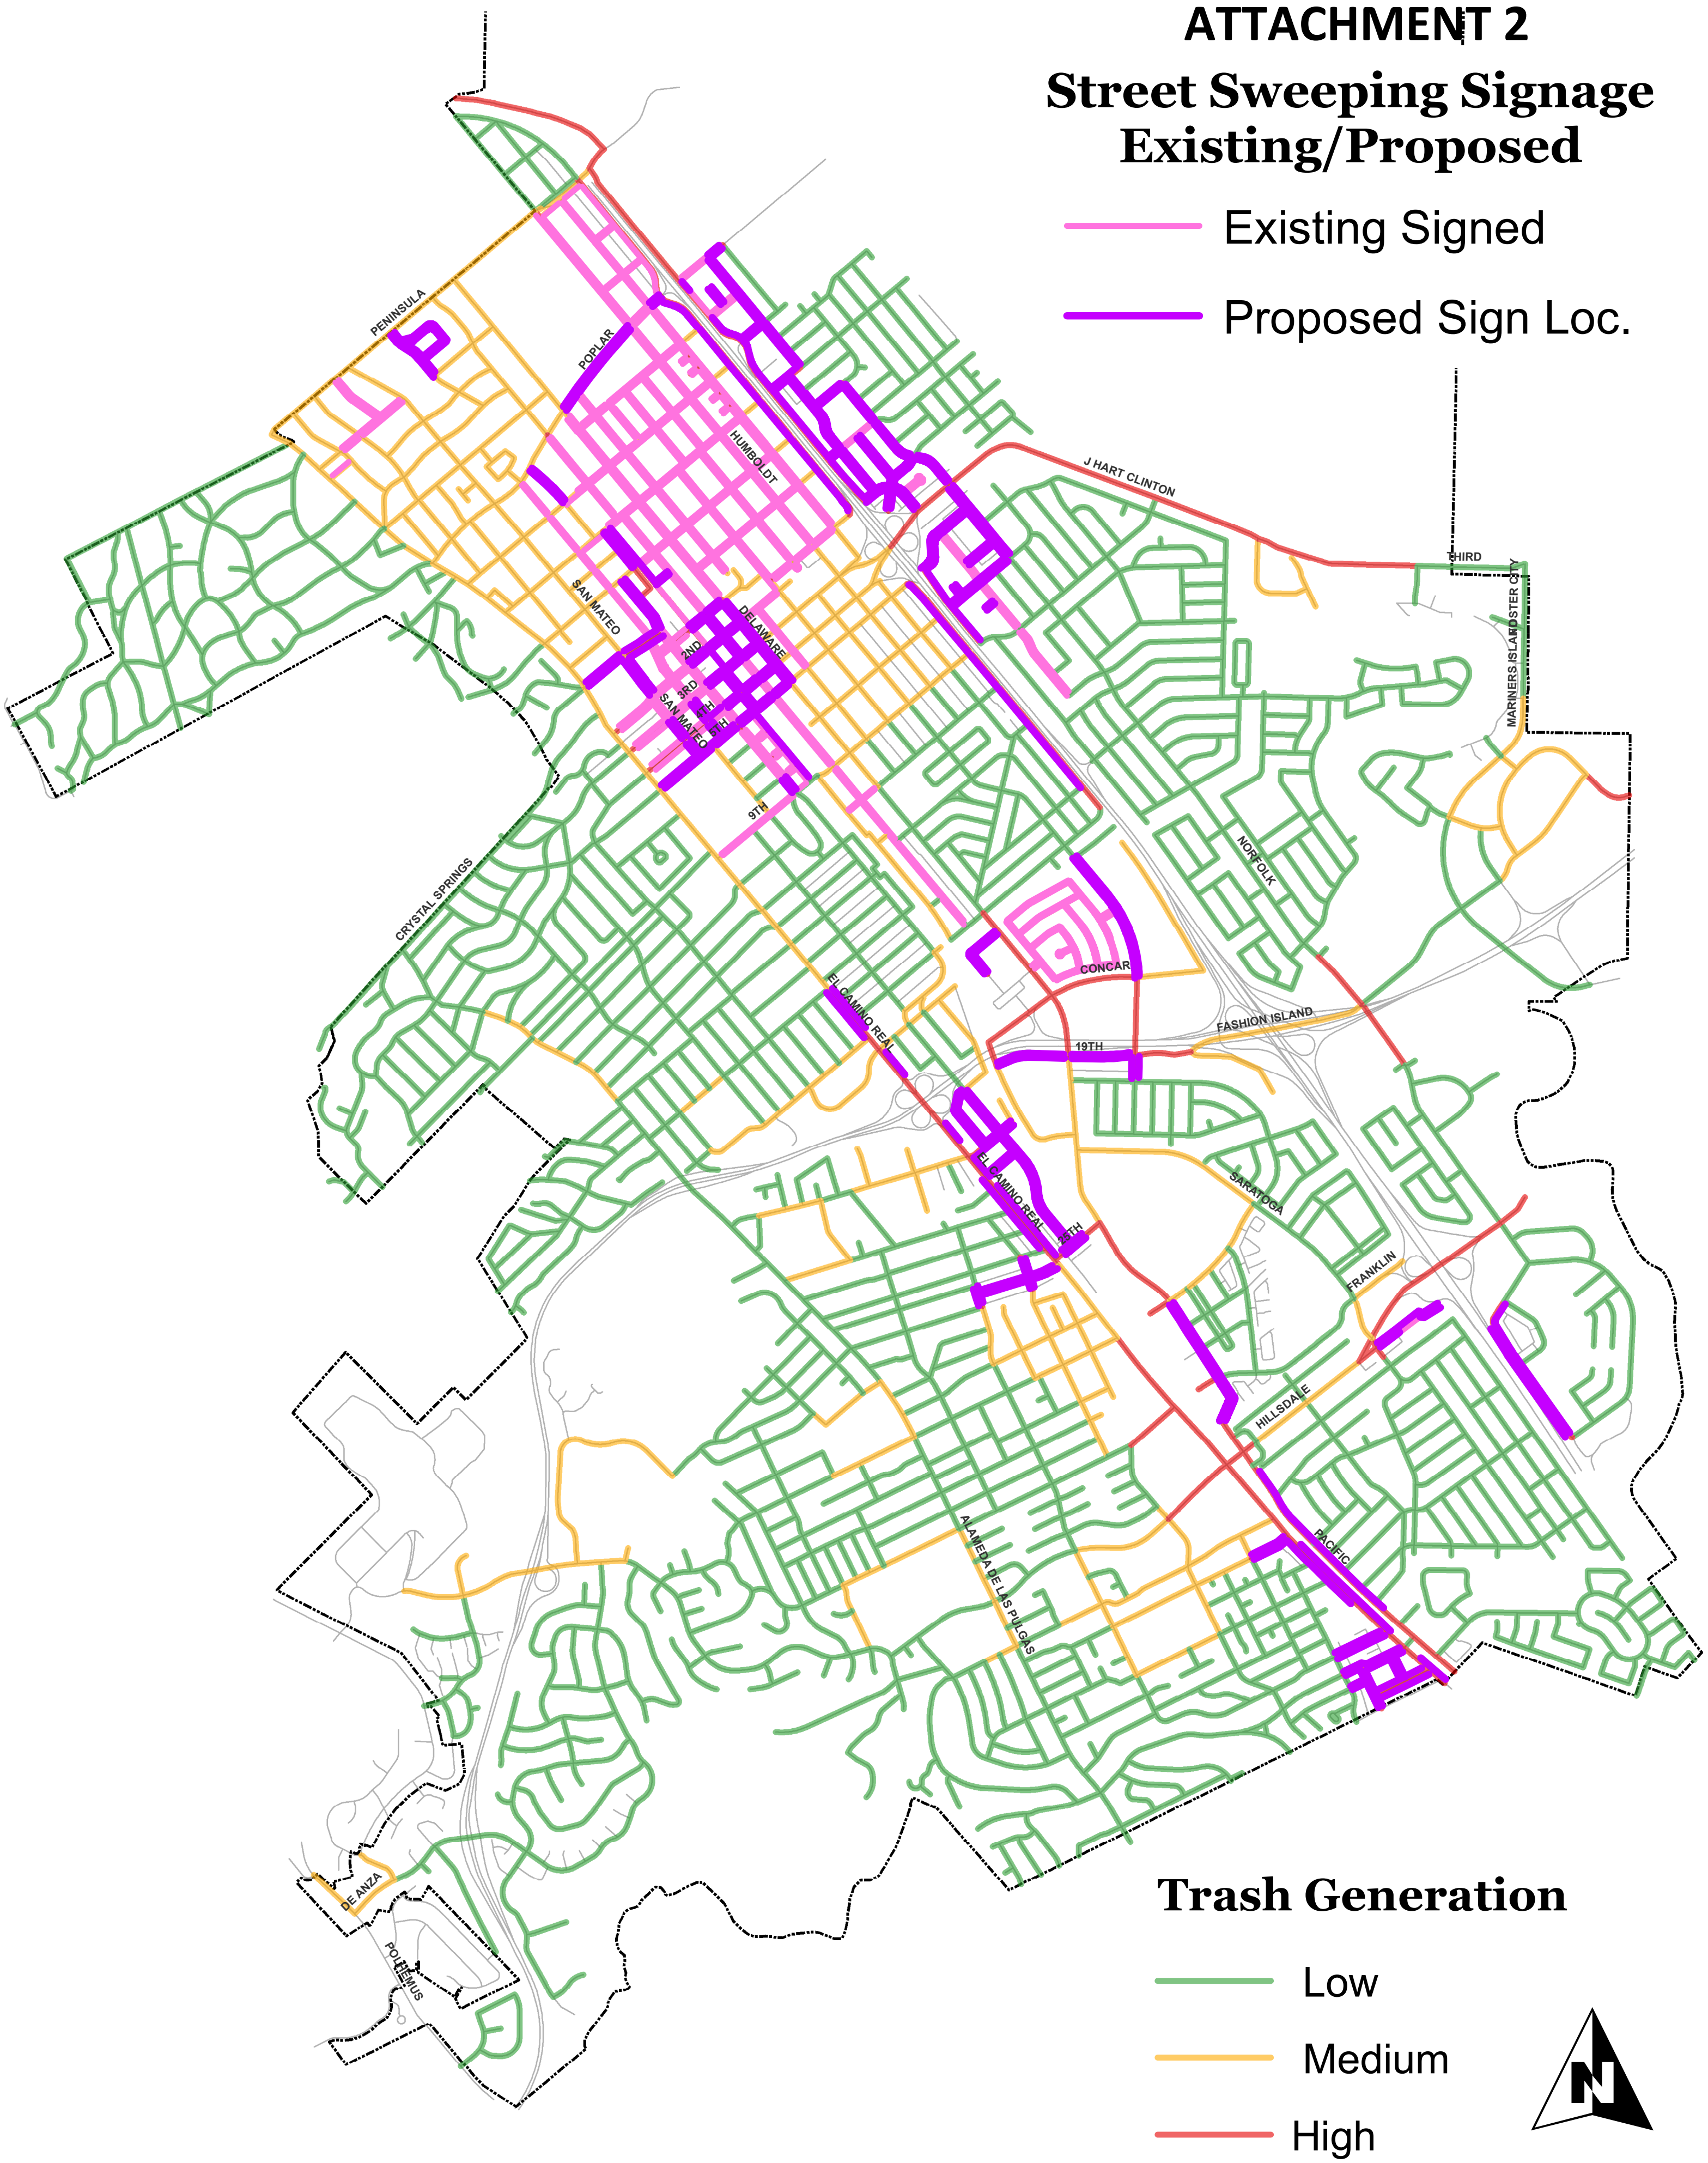 ATTACHMENT 2
Street Sweeping Signage
Existing/Proposed
Existing Signed
Proposed Sign Loc.
PENINSULA
POPLAR
HUMBOLDT
J HART CLINTON
THIRD
FOSTER CITY
MARINERS ISLAND
SAN MATEO
DELAWARE
2ND
3RD
4TH
5TH
SAN MATEO
9TH
NORFOLK
CRYSTAL SPRINGS
CONCAR
EL CAMINO REAL
FASHION ISLAND
19TH
EL CAMINO REAL
SARATOGA
25TH
FRANKLIN
HILLSDALE
PACIFIC
ALAMEDA DE LAS PULGAS
DE ANZA
POLHEMUS
Trash Generation
Low
Medium
High
N